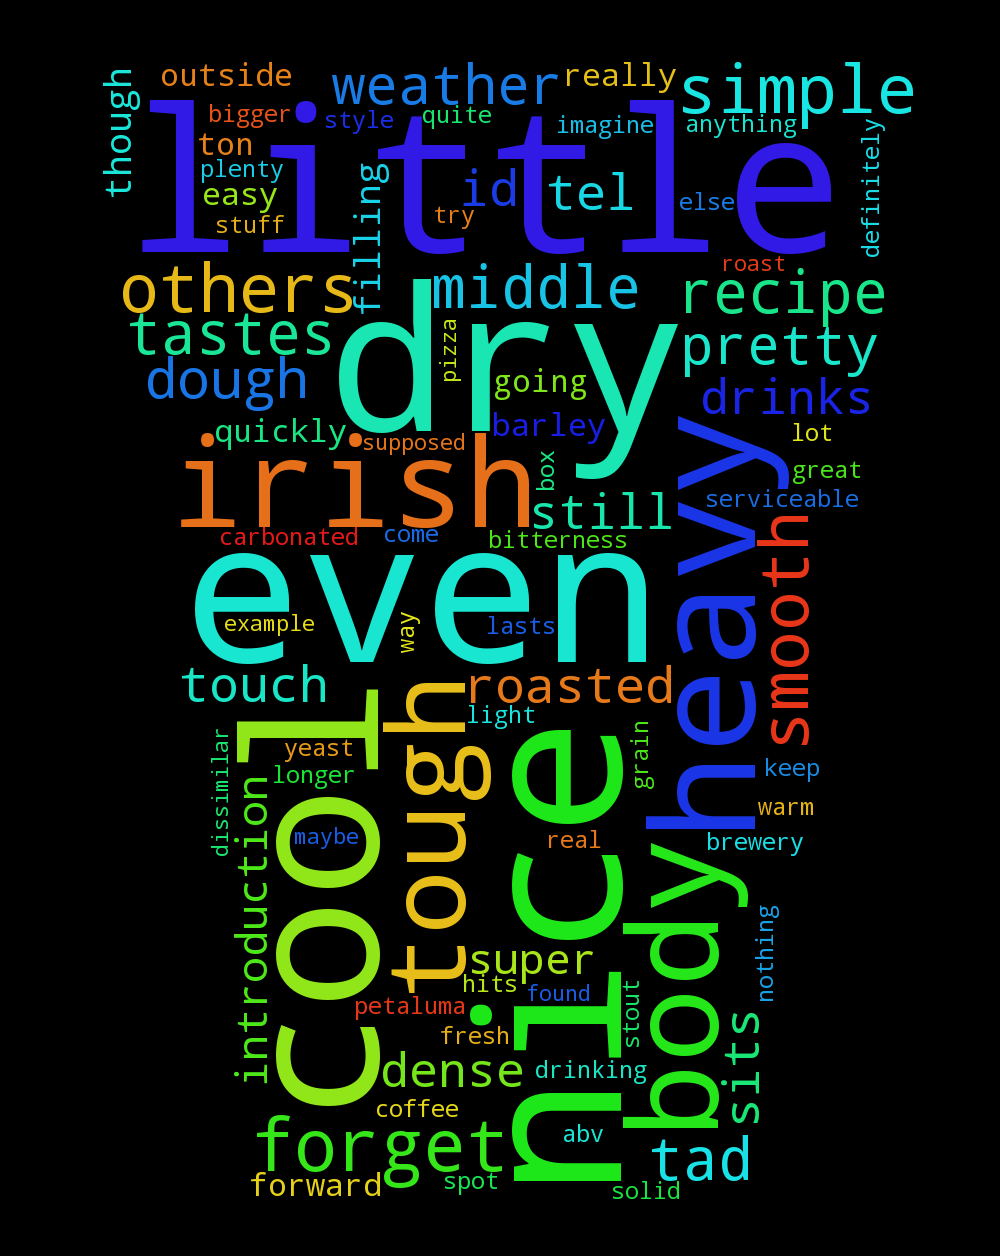 outside
weather
really
simple
though
bigger
style
quite
imagine
anything
little
ton
plenty
easy
stuff
filling
id
try
tel
else
definitely
others
middle
roast
recipe
tastes
dry
pizza
pretty
dough
going
drinks
quickly
supposed
barley
lot
irish
box
great
still
serviceable
heavy
carbonated
come
bitterness
smooth
even
example
way
lasts
touch
roasted
cool
tough
light
nice
grain
yeast
longer
dissimilar
introduction
maybe
real
keep
warm
brewery
body
super
hits
found
petaluma
fresh
stout
nothing
sits
dense
drinking
coffee
forget
abv
tad
forward
spot
solid